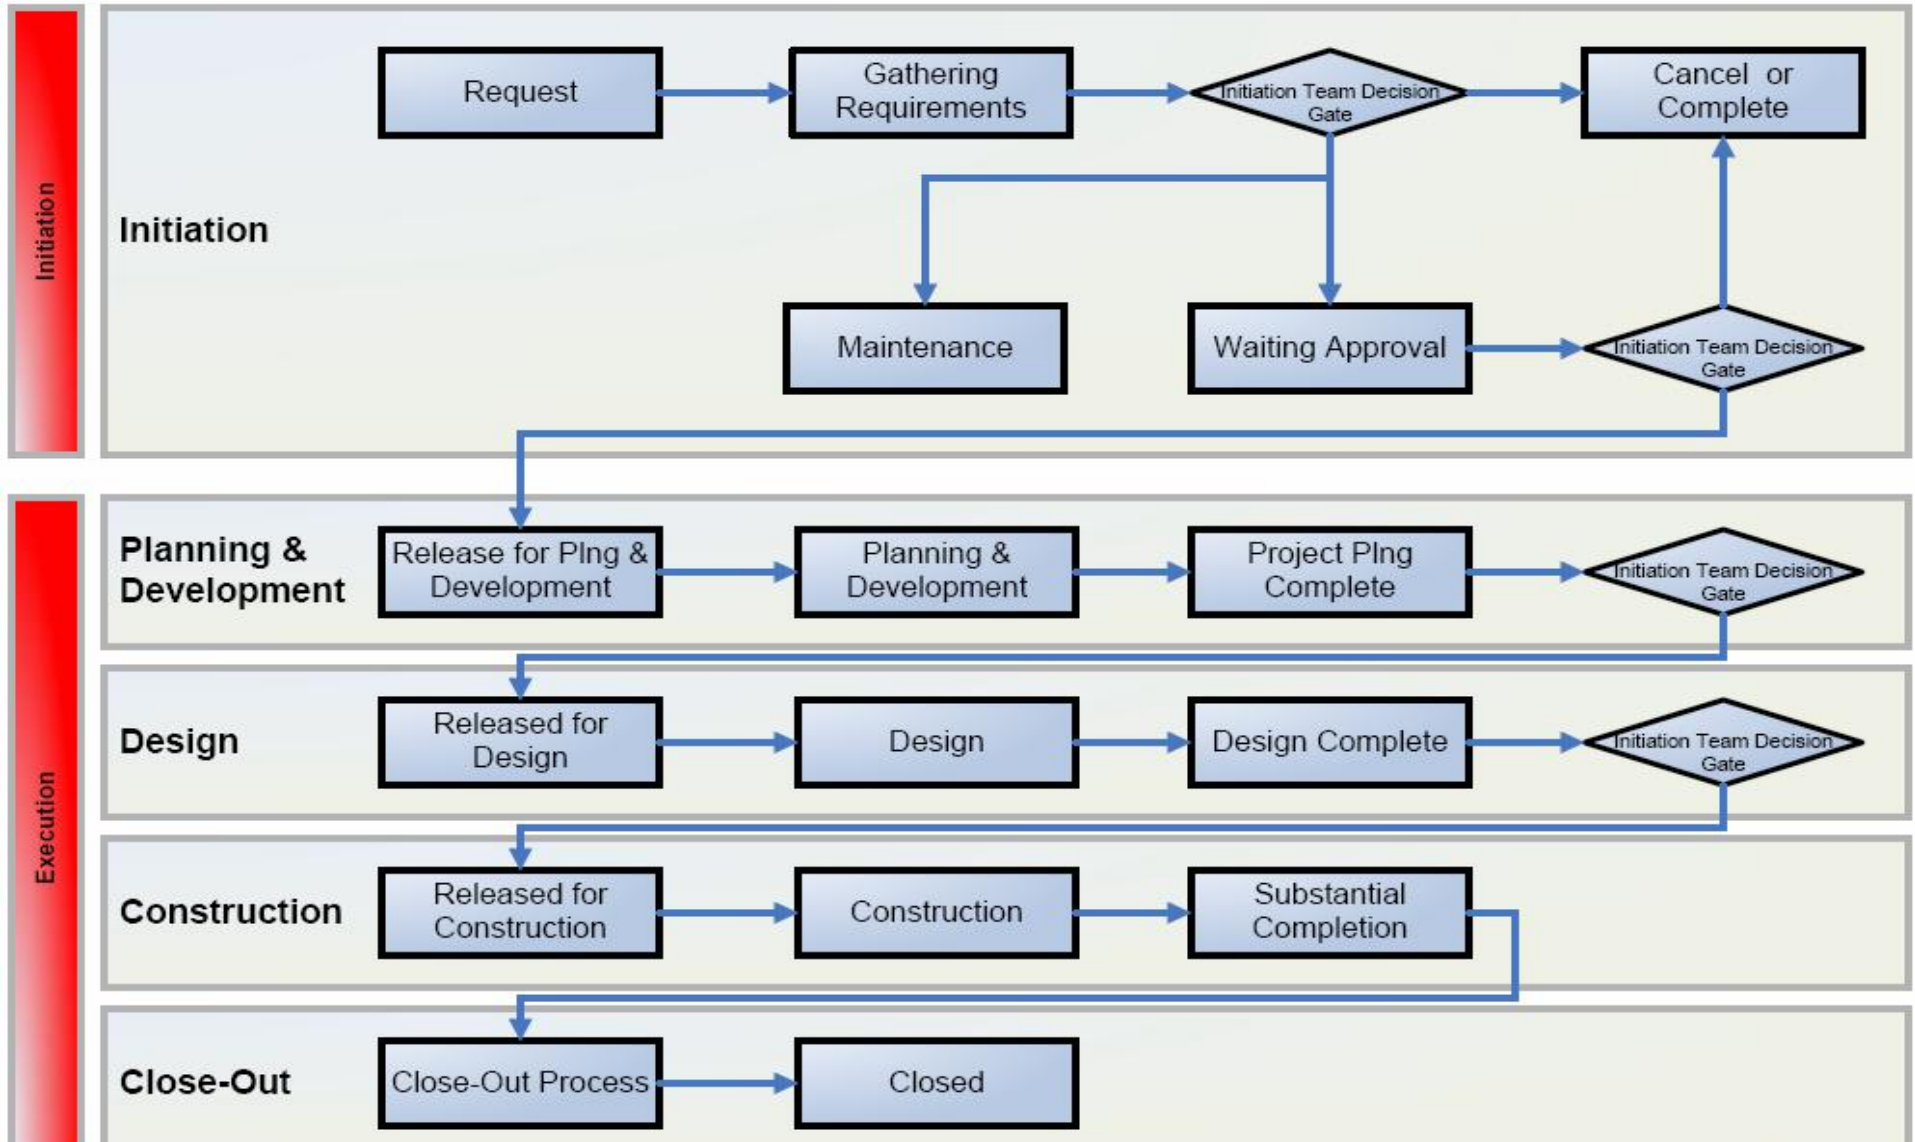 Initiation
Initiation
Request
Gathering
Requirements
Initiation Team Decision
Gate
Cancel or
Complete
Maintenance
Waiting Approval
Initiation Team Decision
Gate
Execution
Planning &
Development
Release for Plng &
Development
Planning &
Development
Project Plng
Complete
Initiation Team Decision
Gate
Design
Released for
Design
Design
Design Complete
Initiation Team Decision
Gate
Construction
Released for
Construction
Construction
Substantial
Completion
Close-Out
Close-Out Process
Closed